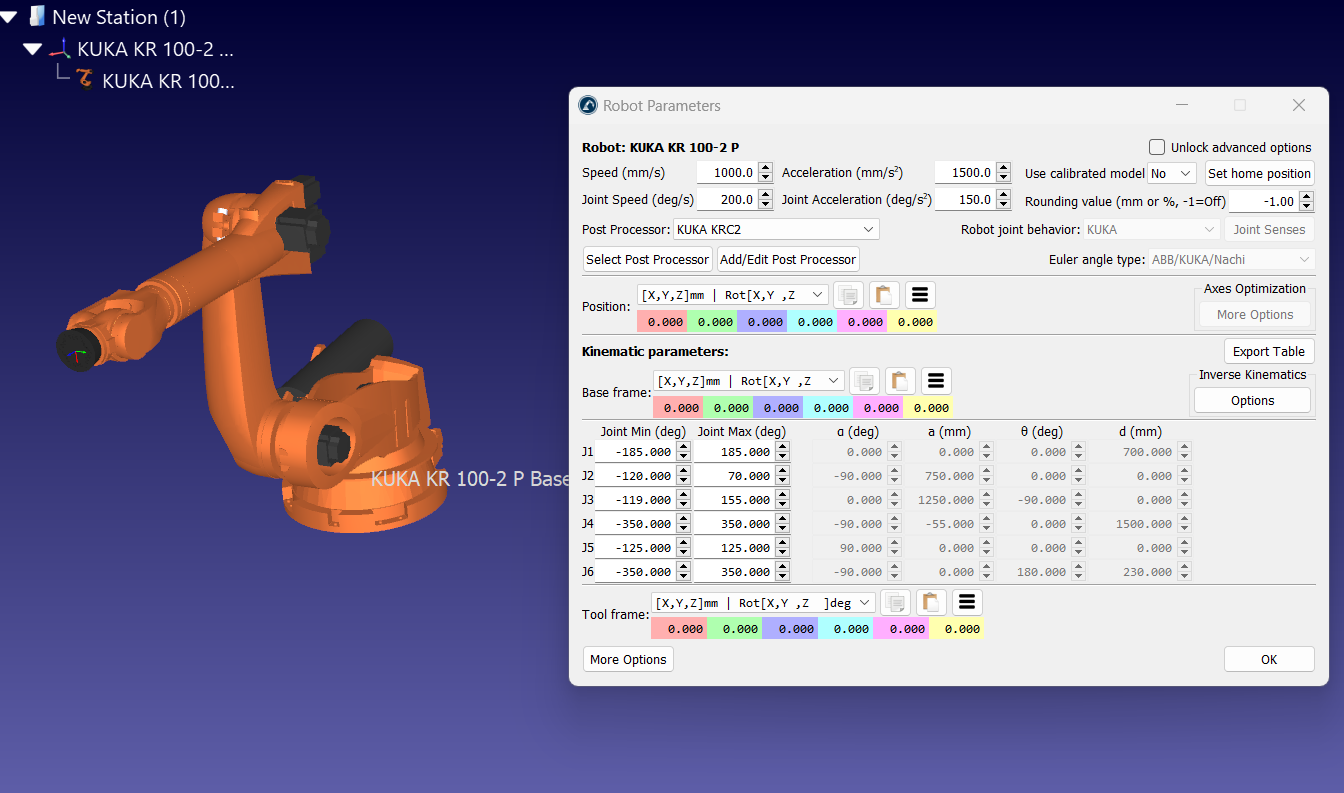 New Station (1)
KUKA KR 100-2 ...
KUKA KR 100...
KUKA KR 100-2 P Base
Robot Parameters
Robot: KUKA KR 100-2 P
Unlock advanced options
Speed (mm/s) 1000.0 Acceleration (mm/s²) 1500.0 Use calibrated model No Set home position
Joint Speed (deg/s) 200.0 Joint Acceleration (deg/s²) 150.0 Rounding value (mm or %, -1=Off) -1.00
Post Processor: KUKA KRC2 Robot joint behavior: KUKA Joint Senses
Select Post Processor Add/Edit Post Processor Euler angle type: ABB/KUKA/Nachi
Position: [X,Y,Z]mm | Rot[X,Y ,Z
0.000 0.000 0.000 0.000 0.000 0.000
Axes Optimization
More Options
Kinematic parameters:
Export Table
Base frame: [X,Y,Z]mm | Rot[X,Y ,Z
0.000 0.000 0.000 0.000 0.000 0.000
Inverse Kinematics
Options
Joint Min (deg) Joint Max (deg) α (deg) a (mm) θ (deg) d (mm)
J1 -185.000 185.000 0.000 0.000 0.000 700.000
J2 -120.000 70.000 -90.000 750.000 0.000 0.000
J3 -119.000 155.000 0.000 1250.000 -90.000 0.000
J4 -350.000 350.000 -90.000 -55.000 0.000 1500.000
J5 -125.000 125.000 90.000 0.000 0.000 0.000
J6 -350.000 350.000 -90.000 0.000 180.000 230.000
Tool frame: [X,Y,Z]mm | Rot[X,Y ,Z ]deg
0.000 0.000 0.000 0.000 0.000 0.000
More Options
OK